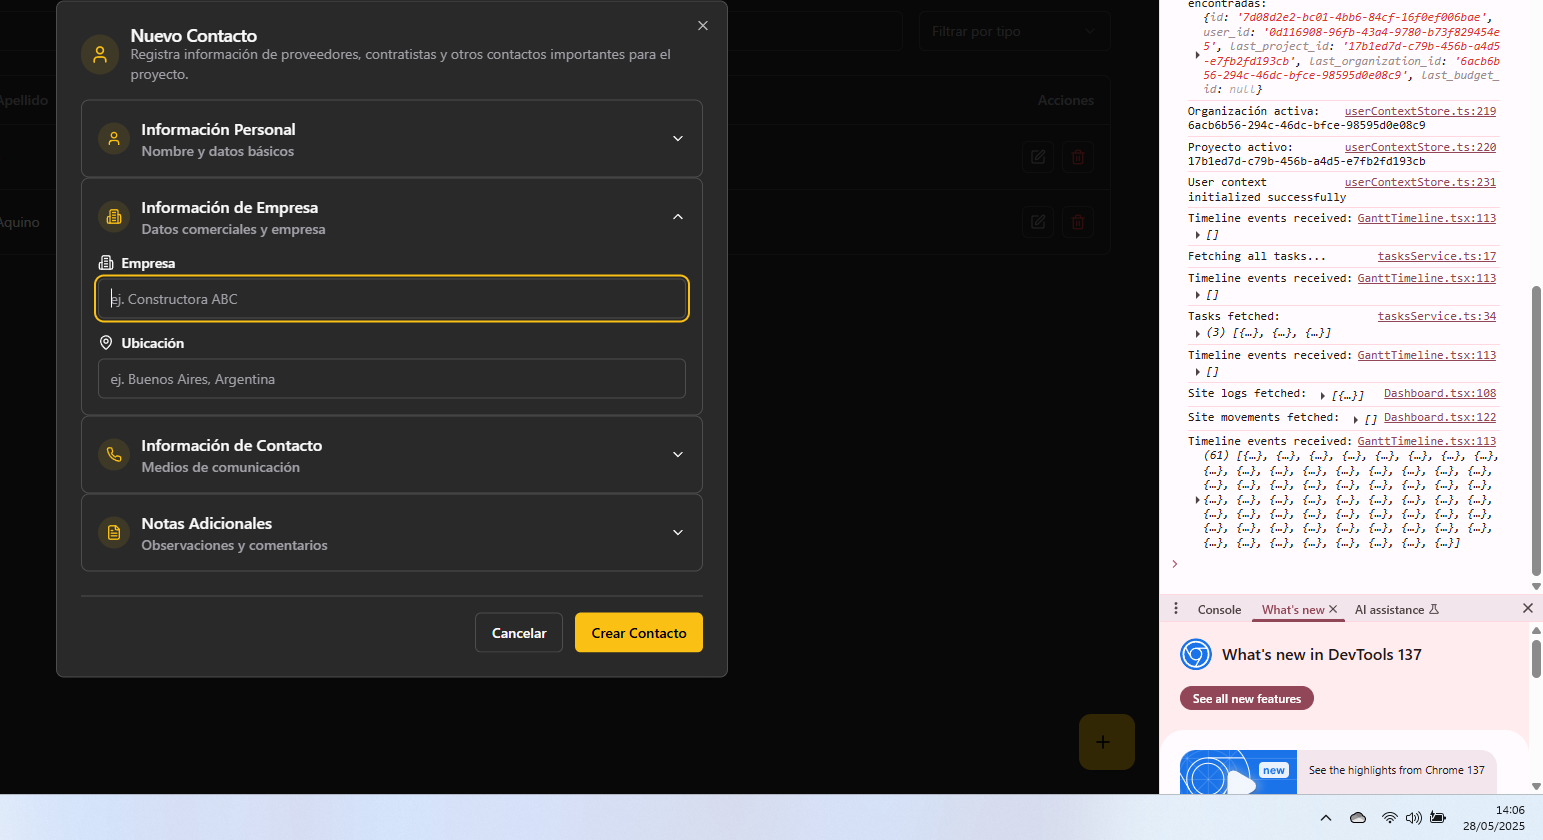 Nuevo Contacto
Registra información de proveedores, contratistas y otros contactos importantes para el
proyecto.
Filtrar por tipo
Apellido
Acciones
Aquino
Información Personal
Nombre y datos básicos
Información de Empresa
Datos comerciales y empresa
Empresa
ej. Constructora ABC
Ubicación
ej. Buenos Aires, Argentina
Información de Contacto
Medios de comunicación
Notas Adicionales
Observaciones y comentarios
Cancelar
Crear Contacto
+
encontradas:
{id: '7d08d2e2-bc01-4bb6-84cf-16f0ef006bae',
user_id: '0d116908-96fb-43a4-9780-b73f829454e
5', last_project_id: '17b1ed7d-c79b-456b-a4d5
-e7fb2fd193cb', last_organization_id: '6acb6b
56-294c-46dc-bfce-98595d0e08c9', last_budget_
id: null}
Organización activa: userContextStore.ts:219
6acb6b56-294c-46dc-bfce-98595d0e08c9
Proyecto activo: userContextStore.ts:220
17b1ed7d-c79b-456b-a4d5-e7fb2fd193cb
User context userContextStore.ts:231
initialized successfully
Timeline events received: GanttTimeline.tsx:113
[]
Fetching all tasks... tasksService.ts:17
Timeline events received: GanttTimeline.tsx:113
[]
Tasks fetched: tasksService.ts:34
(3) [{…}, {…}, {…}]
Timeline events received: GanttTimeline.tsx:113
[]
Site logs fetched: [{…}] Dashboard.tsx:108
Site movements fetched: [] Dashboard.tsx:122
Timeline events received: GanttTimeline.tsx:113
(61) [{…}, {…}, {…}, {…}, {…}, {…}, {…}, {…},
{…}, {…}, {…}, {…}, {…}, {…}, {…}, {…}, {…},
{…}, {…}, {…}, {…}, {…}, {…}, {…}, {…}, {…},
{…}, {…}, {…}, {…}, {…}, {…}, {…}, {…}, {…},
{…}, {…}, {…}, {…}, {…}, {…}, {…}, {…}, {…},
{…}, {…}, {…}, {…}, {…}, {…}, {…}, {…}, {…},
{…}, {…}, {…}, {…}, {…}, {…}, {…}, {…}]
Console What's new AI assistance
What's new in DevTools 137
See all new features
new
See the highlights from Chrome 137
14:06
28/05/2025